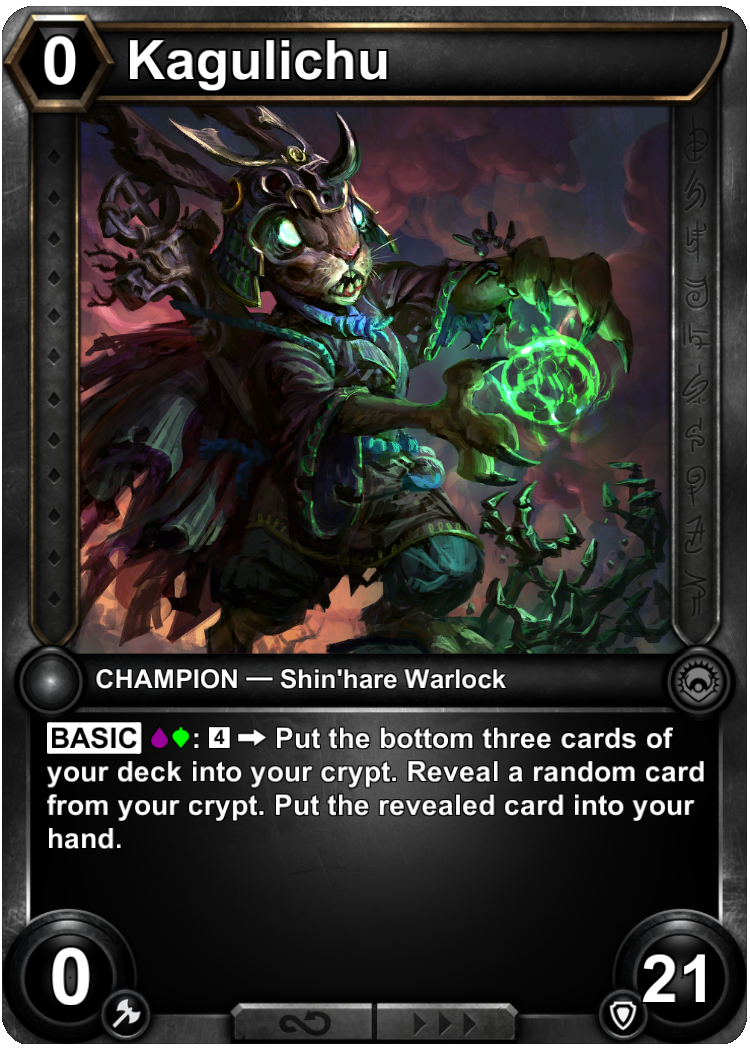 0 Kagulichu
CHAMPION — Shin'hare Warlock
BASIC : 4 ➡ Put the bottom three cards of
your deck into your crypt. Reveal a random card
from your crypt. Put the revealed card into your
hand.
0 21